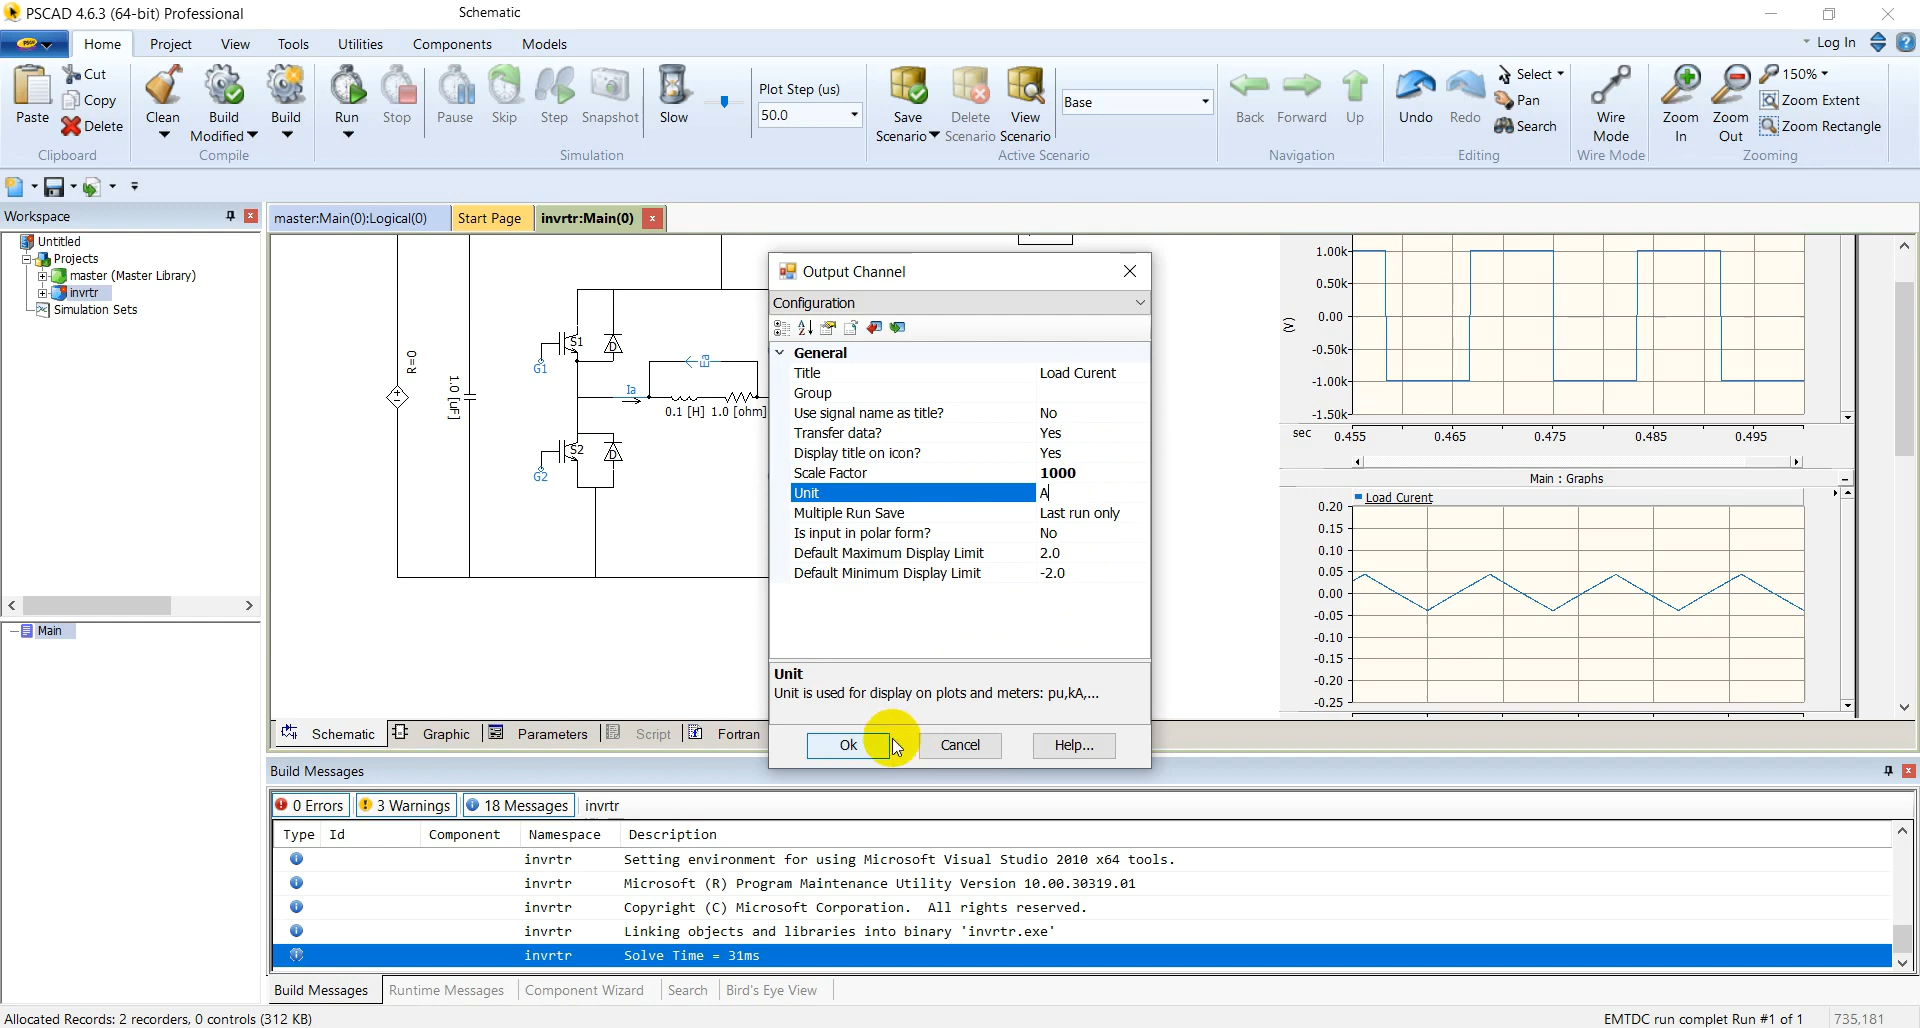 PSCAD 4.6.3 (64-bit) Professional
Schematic
Home Project View Tools Utilities Components Models
Log In
Paste Cut Copy Delete
Clean Build Modified Build
Run Stop Pause Skip Step Snapshot Slow
Plot Step (us)
50.0
Save Scenario Delete Scenario View Scenario
Base
Back Forward Up
Undo Redo Select Pan Search
Wire Mode
Zoom In Zoom Out 150% Zoom Extent Zoom Rectangle
Clipboard Compile Simulation Active Scenario Navigation Editing Wire Mode Zooming
Workspace
Untitled
Projects
master (Master Library)
invrtr
Simulation Sets
Main
master:Main(0):Logical(0) Start Page invrtr:Main(0)
R=0
1.0 [uF]
S1
D
G1
Ea
Ia
0.1 [H] 1.0 [ohm]
S2
D
G2
Output Channel
Configuration
General
Title Load Curent
Group
Use signal name as title? No
Transfer data? Yes
Display title on icon? Yes
Scale Factor 1000
Unit A
Multiple Run Save Last run only
Is input in polar form? No
Default Maximum Display Limit 2.0
Default Minimum Display Limit -2.0
Unit
Unit is used for display on plots and meters: pu,kA,...
Ok Cancel Help...
1.00k
0.50k
0.00
-0.50k
-1.00k
-1.50k
(V)
sec 0.455 0.465 0.475 0.485 0.495
Main : Graphs
Load Curent
0.20
0.15
0.10
0.05
0.00
-0.05
-0.10
-0.15
-0.20
-0.25
Schematic Graphic Parameters Script Fortran
Build Messages
0 Errors 3 Warnings 18 Messages invrtr
Type Id Component Namespace Description
invrtr Setting environment for using Microsoft Visual Studio 2010 x64 tools.
invrtr Microsoft (R) Program Maintenance Utility Version 10.00.30319.01
invrtr Copyright (C) Microsoft Corporation. All rights reserved.
invrtr Linking objects and libraries into binary 'invrtr.exe'
invrtr Solve Time = 31ms
Build Messages Runtime Messages Component Wizard Search Bird's Eye View
Allocated Records: 2 recorders, 0 controls (312 KB)
EMTDC run complet Run #1 of 1 735,181